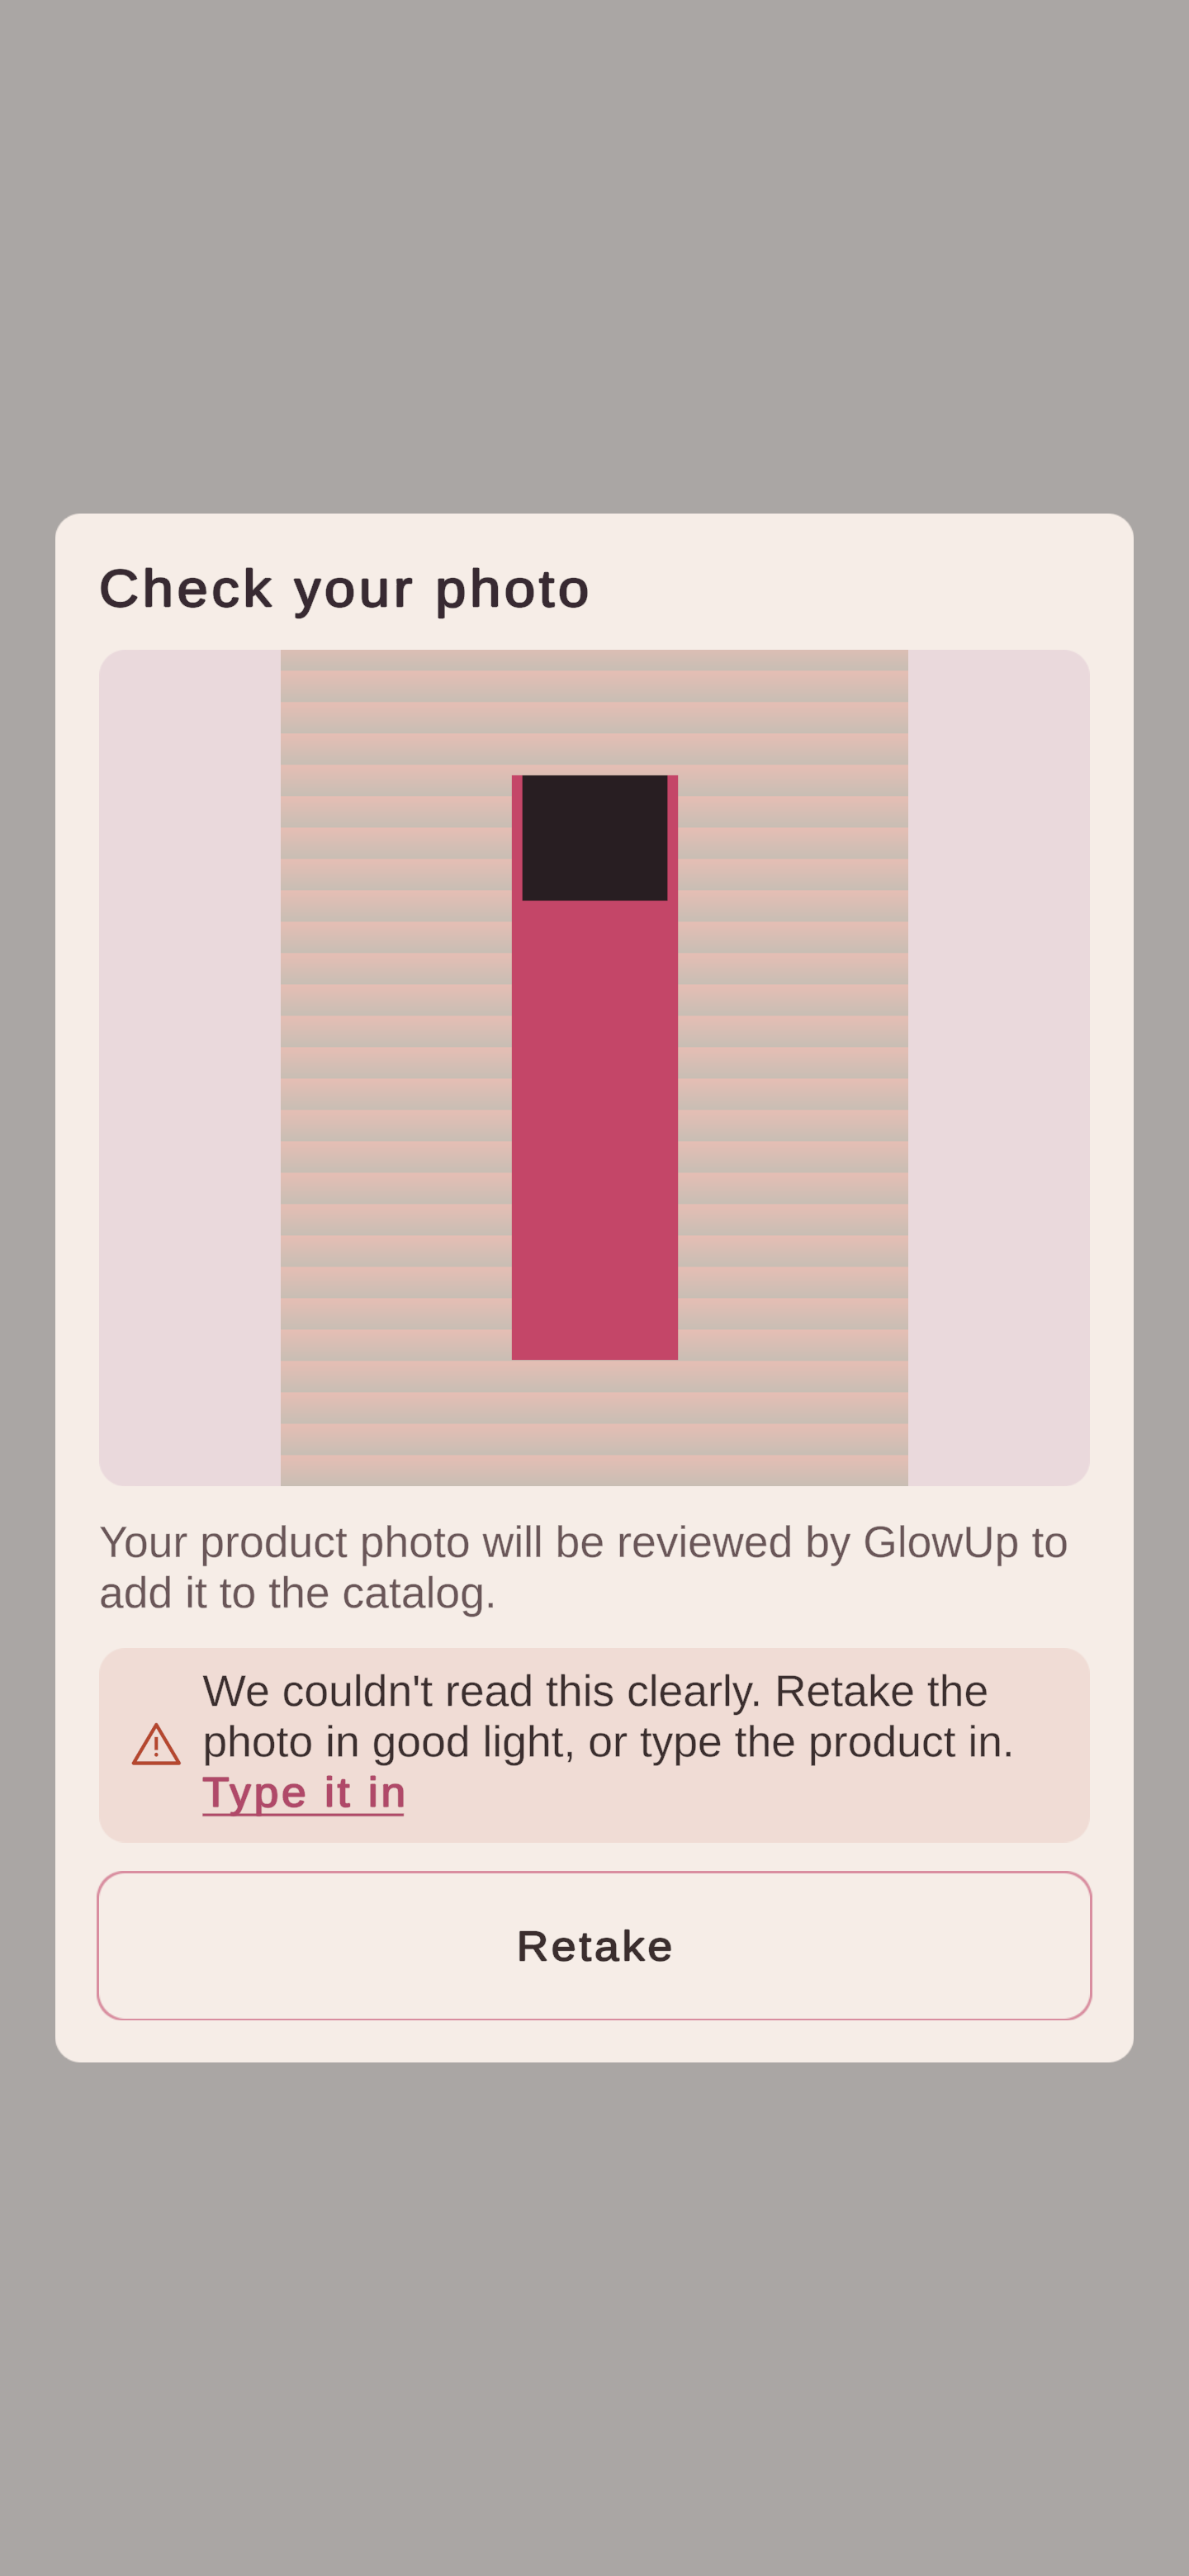 Check your photo
Your product photo will be reviewed by GlowUp to
add it to the catalog.
We couldn't read this clearly. Retake the
photo in good light, or type the product in.
Type it in
Retake